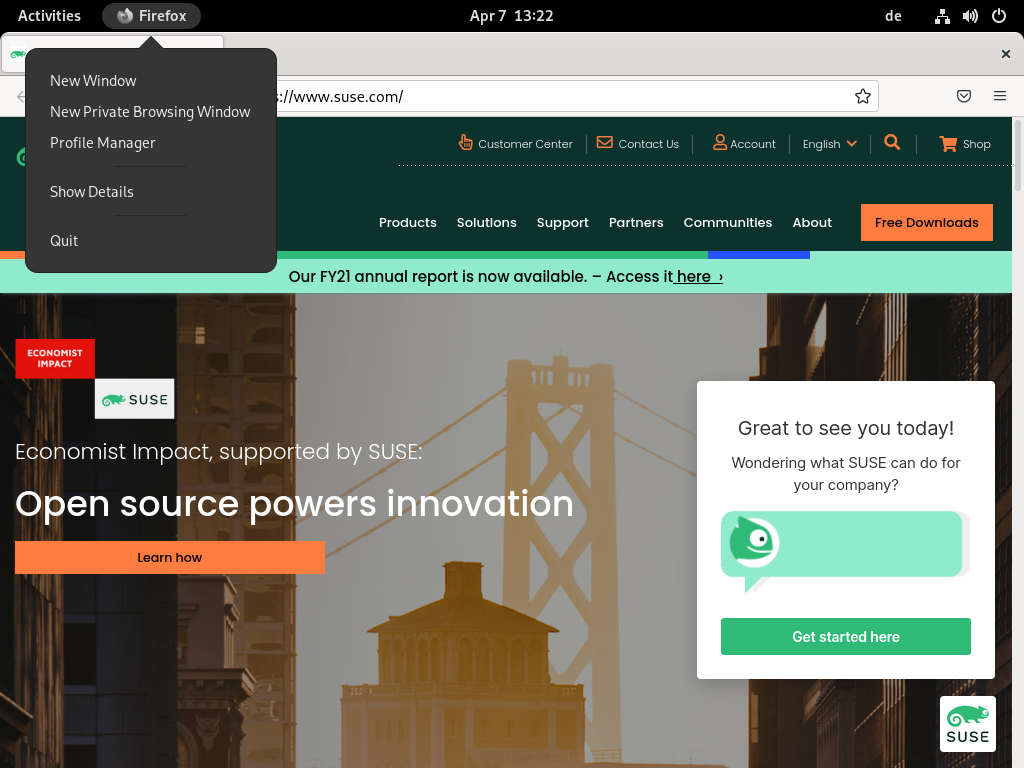 Activities
Firefox
Apr 7 13:22
de
New Window
New Private Browsing Window
Profile Manager
Show Details
Quit
://www.suse.com/
Customer Center
Contact Us
Account
English
Shop
Products
Solutions
Support
Partners
Communities
About
Free Downloads
Our FY21 annual report is now available. – Access it here ›
ECONOMIST
IMPACT
SUSE
Economist Impact, supported by SUSE:
Open source powers innovation
Learn how
Great to see you today!
Wondering what SUSE can do for
your company?
Get started here
SUSE